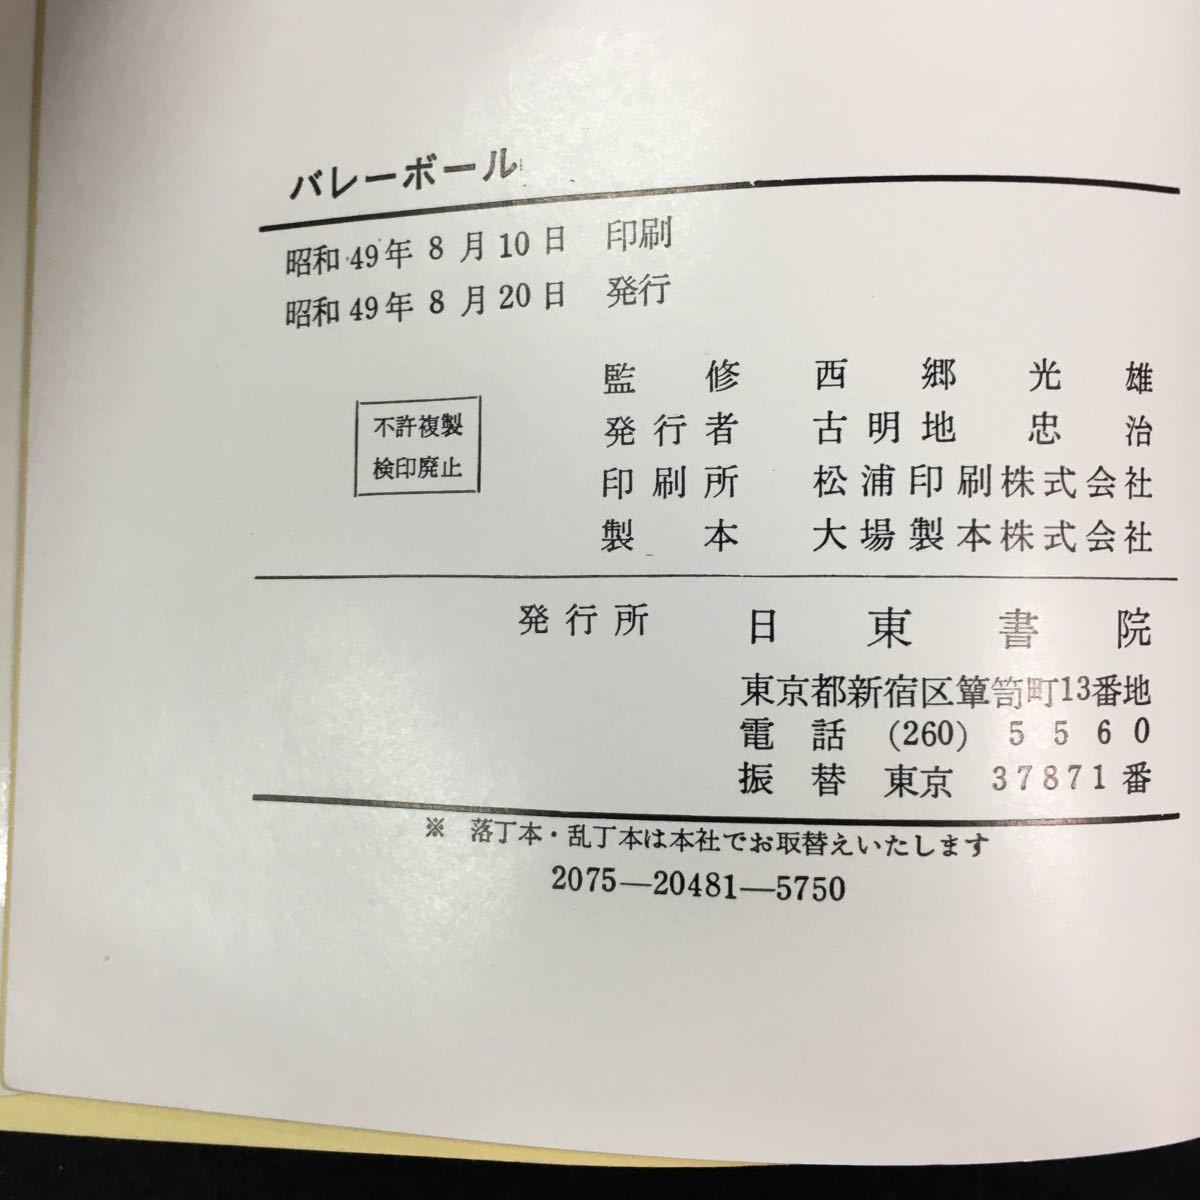 バレーボール
昭和49年8月10日 印刷
昭和49年8月20日 発行
不許複製
検印廃止
監修 西郷光雄
発行者 古明地忠治
印刷所 松浦印刷株式会社
製本 大場製本株式会社
発行所 日東書院
東京都新宿区簞笥町13番地
電話 (260) 5560
振替 東京 37871番
※ 落丁本・乱丁本は本社でお取替えいたします
2075—20481—5750